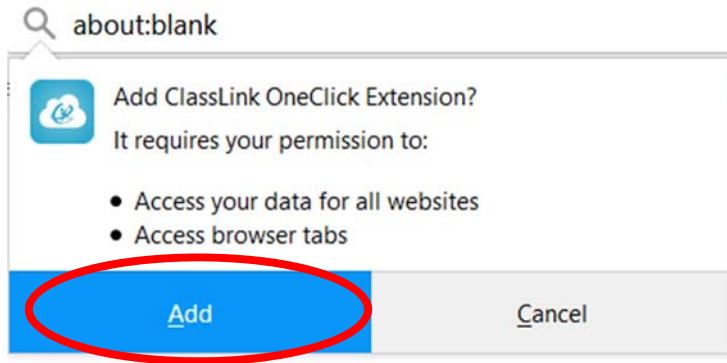 about:blank
Add ClassLink OneClick Extension?
It requires your permission to:
• Access your data for all websites
• Access browser tabs
Add
Cancel